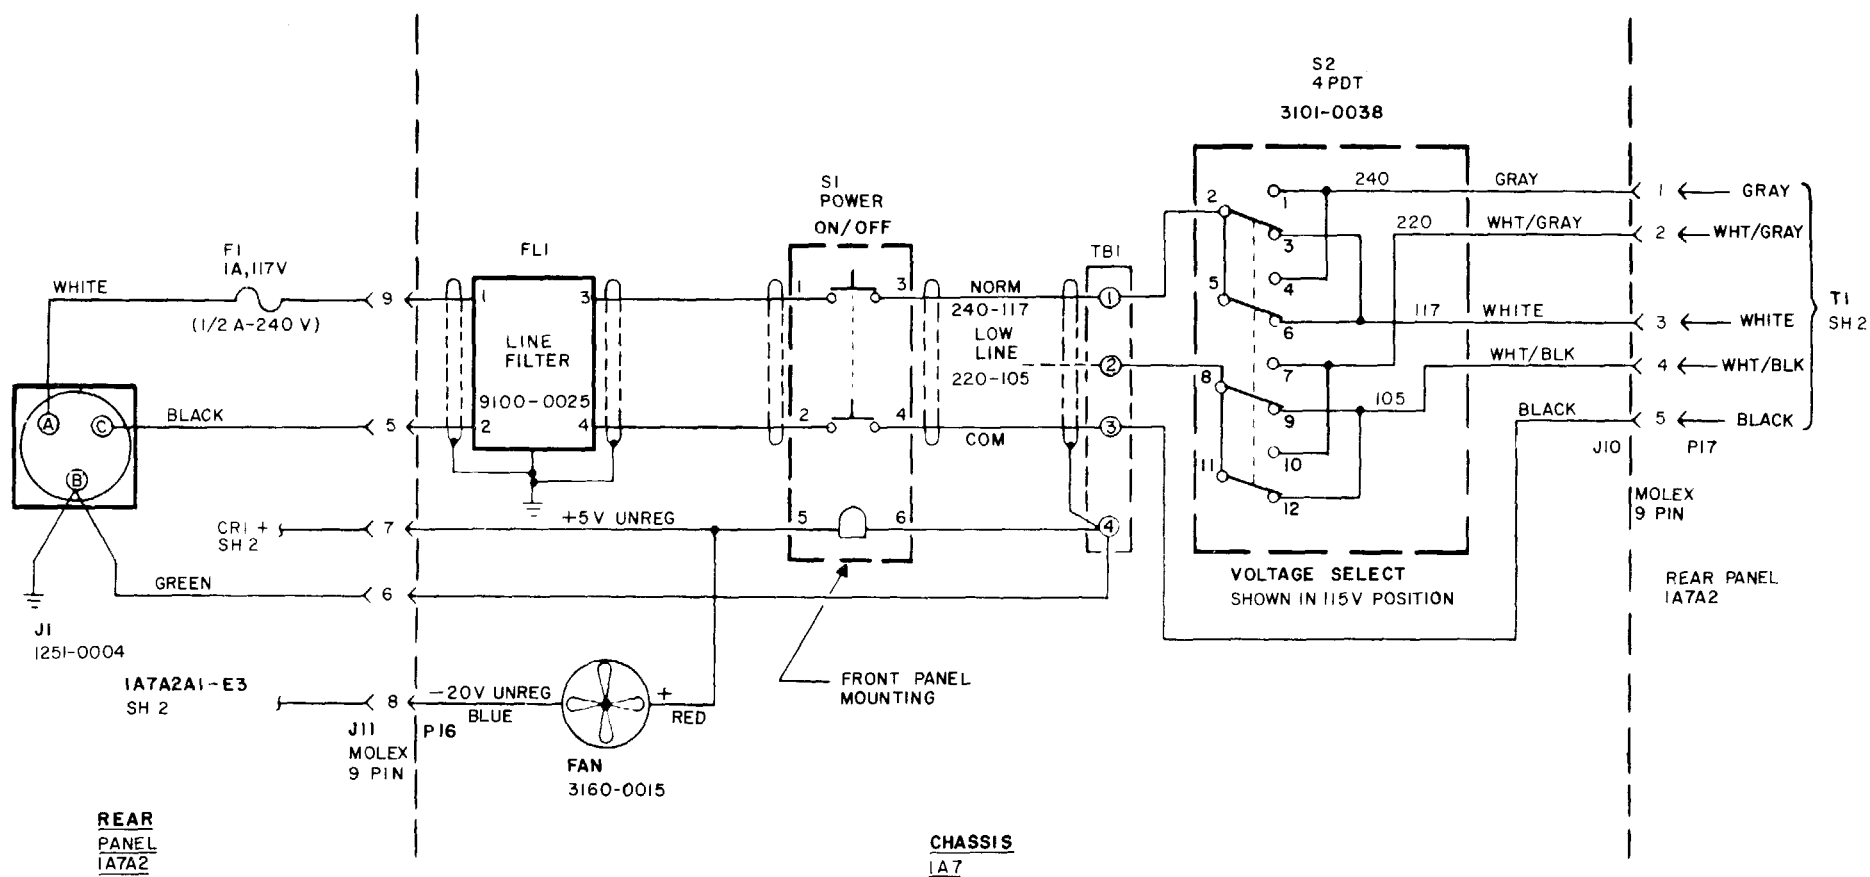 S2
4PDT
3101-0038
S1
POWER
ON/OFF
F1
1A,117V
(1/2 A-240 V)
WHITE
9
FL1
1
3
LINE
FILTER
9100-0025
2
4
1
3
2
4
NORM
240-117
LOW
LINE
220-105
COM
TB1
1
2
3
4
2
1
3
4
5
6
7
8
9
10
11
12
240
GRAY
220
WHT/GRAY
117
WHITE
WHT/BLK
105
BLACK
1
GRAY
2
WHT/GRAY
3
WHITE
4
WHT/BLK
5
BLACK
T1
SH 2
J10
P17
MOLEX
9 PIN
A
C
B
BLACK
5
CR1 +
SH 2
7
+5V UNREG
5
6
GREEN
6
J1
1251-0004
VOLTAGE SELECT
SHOWN IN 115V POSITION
REAR PANEL
1A7A2
1A7A2A1-E3
SH 2
8
-20V UNREG
BLUE
+
RED
J11
P16
MOLEX
9 PIN
FAN
3160-0015
FRONT PANEL
MOUNTING
REAR
PANEL
1A7A2
CHASSIS
1A7